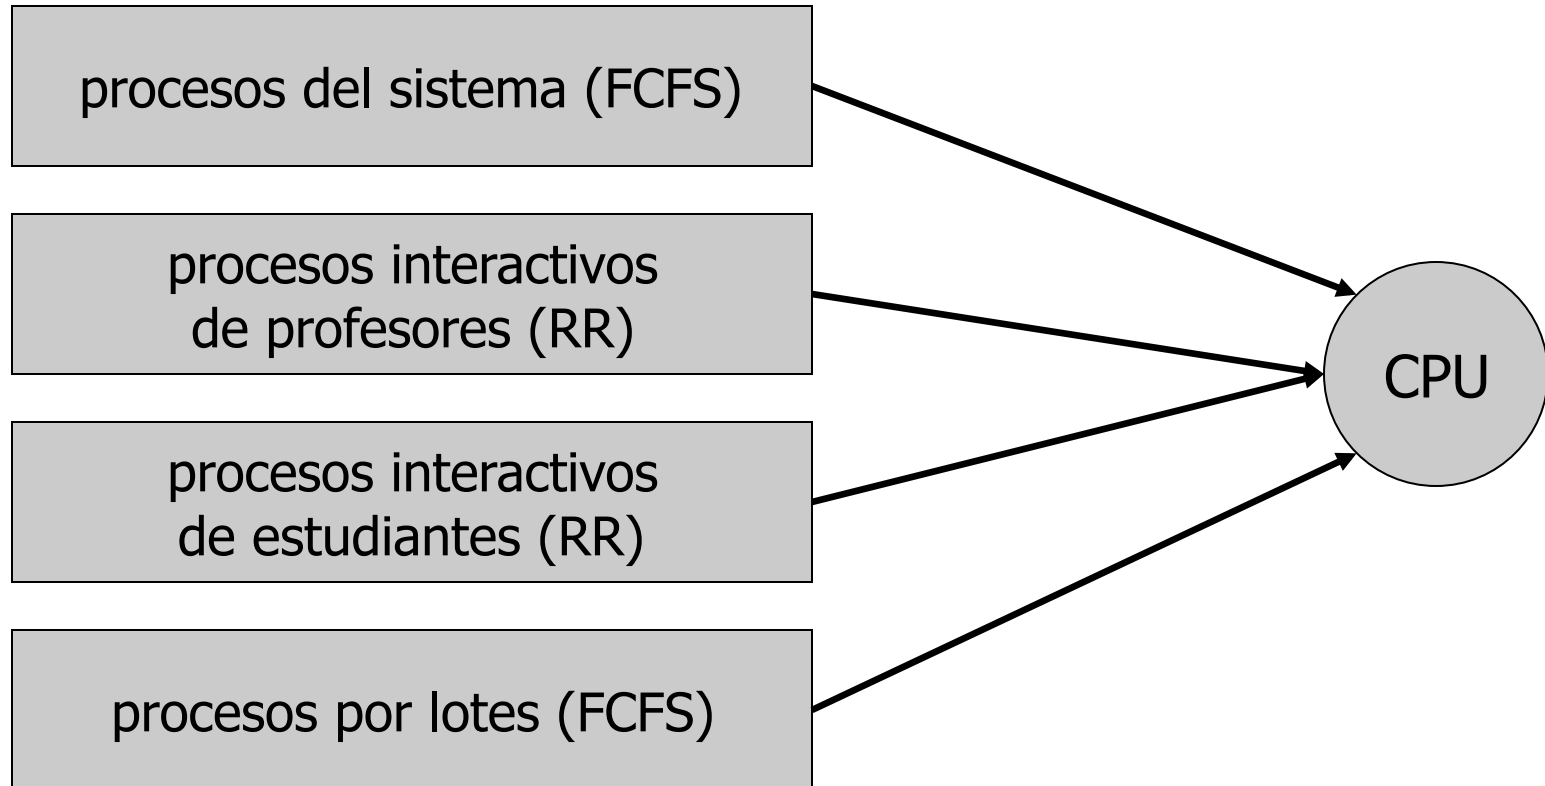 procesos del sistema (FCFS)
procesos interactivos
de profesores (RR)
procesos interactivos
de estudiantes (RR)
procesos por lotes (FCFS)
CPU